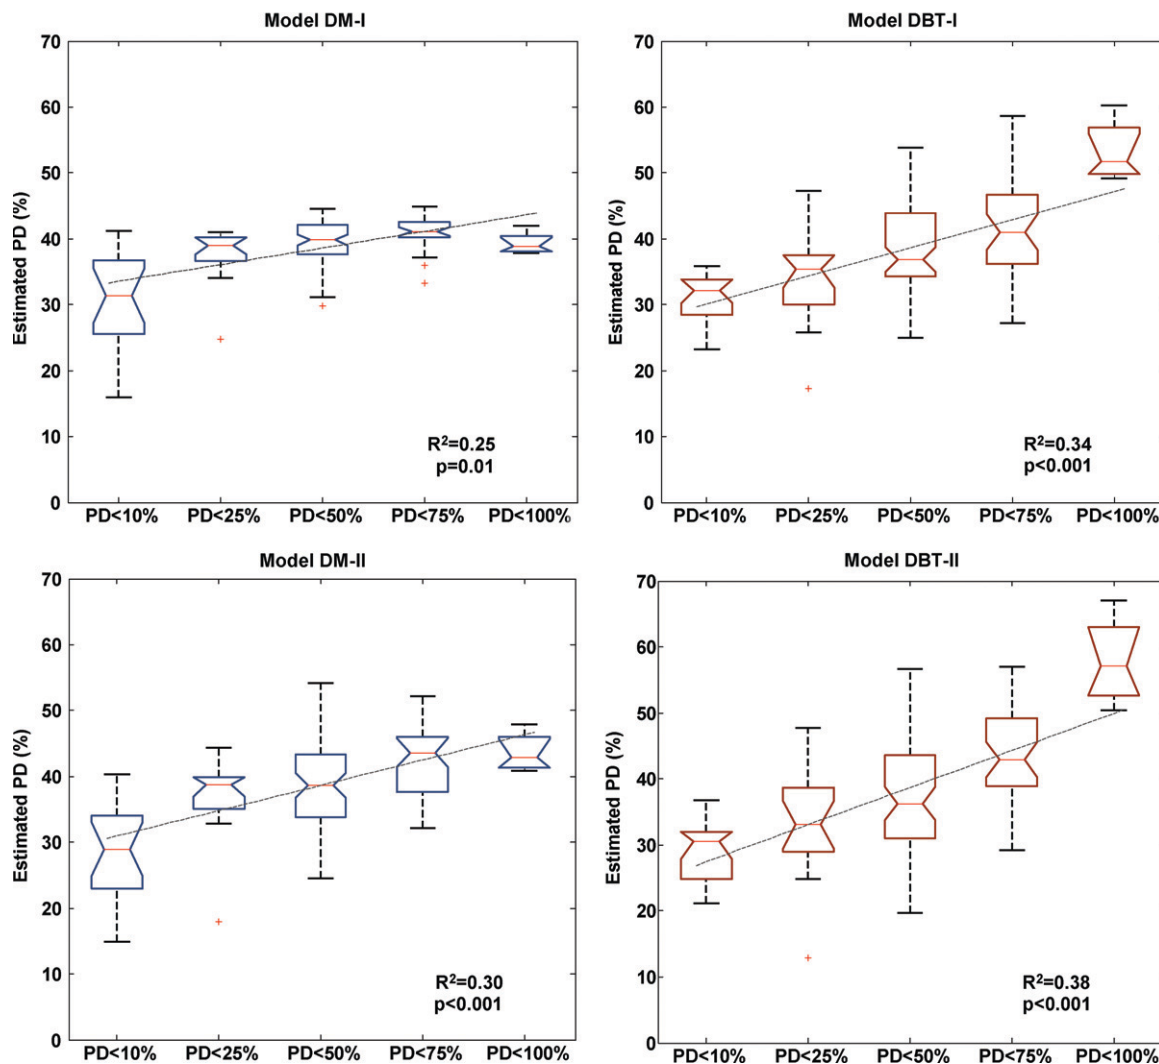 Model DM-I
70
60
50
40
30
20
10
0
Estimated PD (%)
R²=0.25
p=0.01
PD<10% PD<25% PD<50% PD<75% PD<100%
Model DBT-I
70
60
50
40
30
20
10
0
Estimated PD (%)
R²=0.34
p<0.001
PD<10% PD<25% PD<50% PD<75% PD<100%
Model DM-II
70
60
50
40
30
20
10
0
Estimated PD (%)
R²=0.30
p<0.001
PD<10% PD<25% PD<50% PD<75% PD<100%
Model DBT-II
70
60
50
40
30
20
10
0
Estimated PD (%)
R²=0.38
p<0.001
PD<10% PD<25% PD<50% PD<75% PD<100%